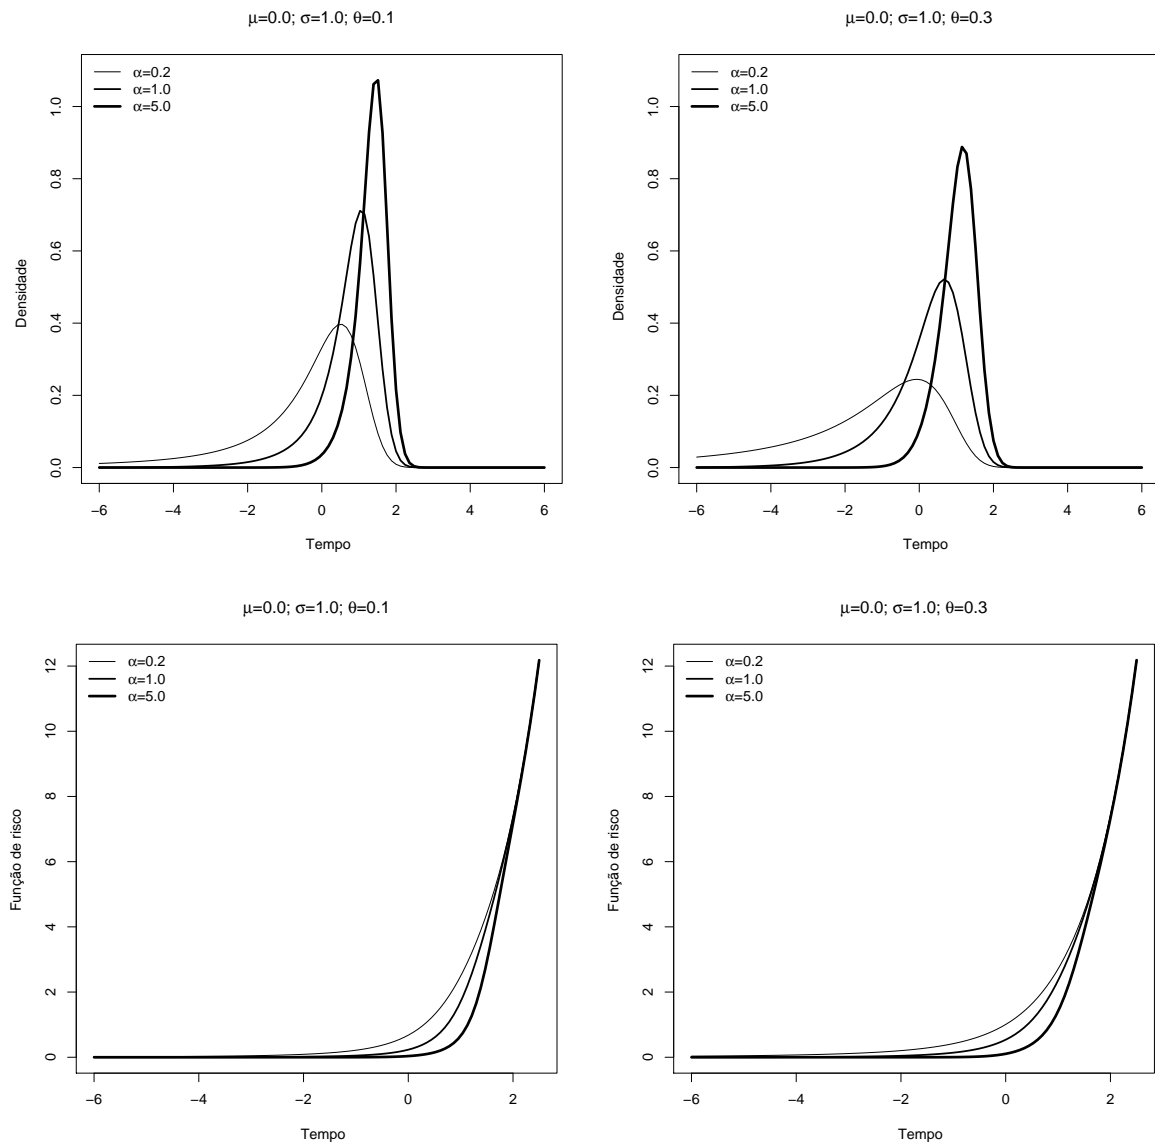 μ=0.0; σ=1.0; θ=0.1
α=0.2
α=1.0
α=5.0
Densidade
0.0 0.2 0.4 0.6 0.8 1.0
−6 −4 −2 0 2 4 6
Tempo
μ=0.0; σ=1.0; θ=0.3
α=0.2
α=1.0
α=5.0
Densidade
0.0 0.2 0.4 0.6 0.8 1.0
−6 −4 −2 0 2 4 6
Tempo
μ=0.0; σ=1.0; θ=0.1
α=0.2
α=1.0
α=5.0
Função de risco
0 2 4 6 8 10 12
−6 −4 −2 0 2
Tempo
μ=0.0; σ=1.0; θ=0.3
α=0.2
α=1.0
α=5.0
Função de risco
0 2 4 6 8 10 12
−6 −4 −2 0 2
Tempo